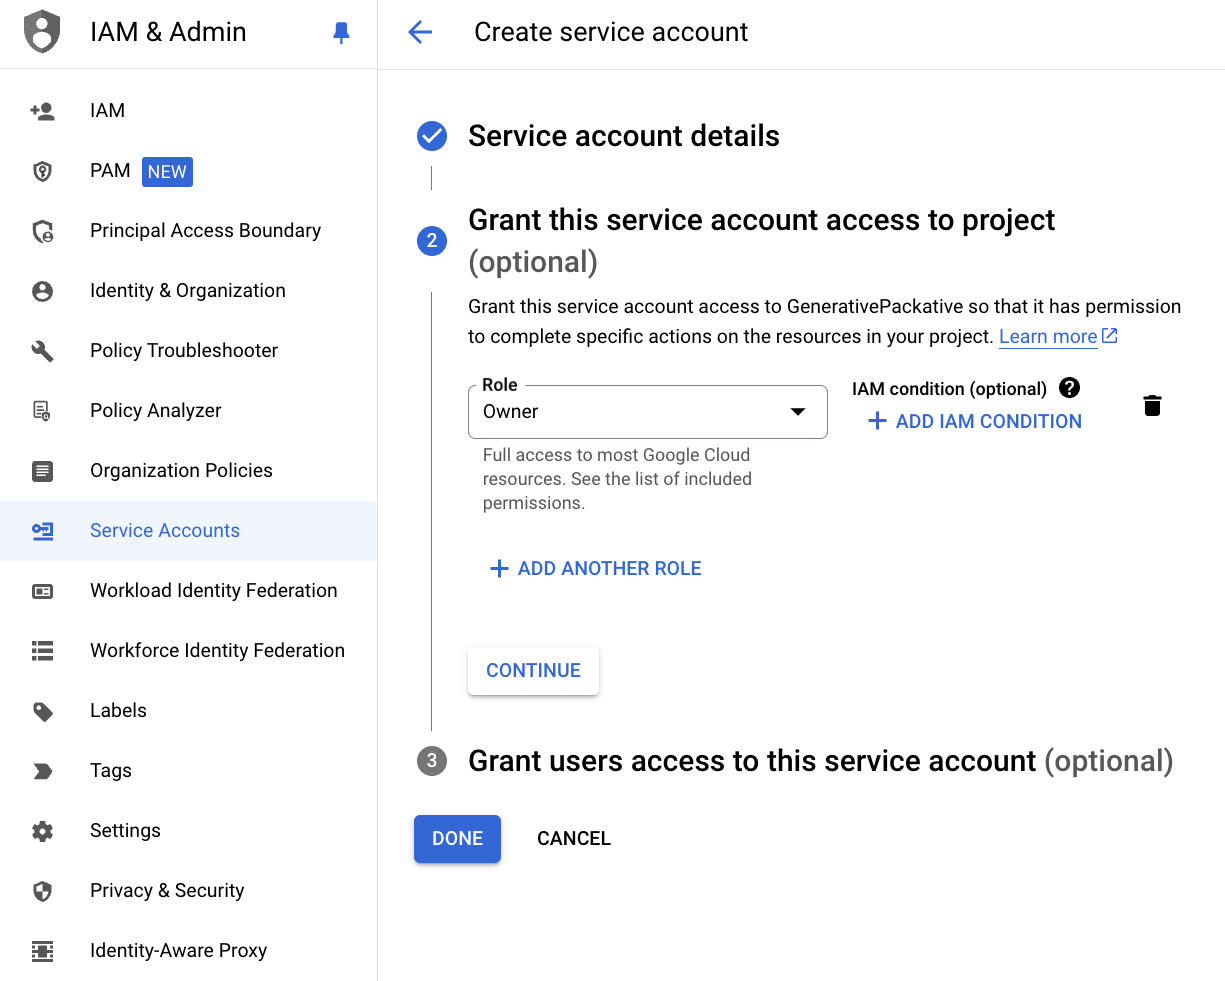 IAM & Admin
IAM
PAM NEW
Principal Access Boundary
Identity & Organization
Policy Troubleshooter
Policy Analyzer
Organization Policies
Service Accounts
Workload Identity Federation
Workforce Identity Federation
Labels
Tags
Settings
Privacy & Security
Identity-Aware Proxy
Create service account
Service account details
2
Grant this service account access to project
(optional)
Grant this service account access to GenerativePackative so that it has permission
to complete specific actions on the resources in your project. Learn more
Role
Owner
Full access to most Google Cloud
resources. See the list of included
permissions.
IAM condition (optional) ?
+ ADD IAM CONDITION
+ ADD ANOTHER ROLE
CONTINUE
3 Grant users access to this service account (optional)
DONE CANCEL